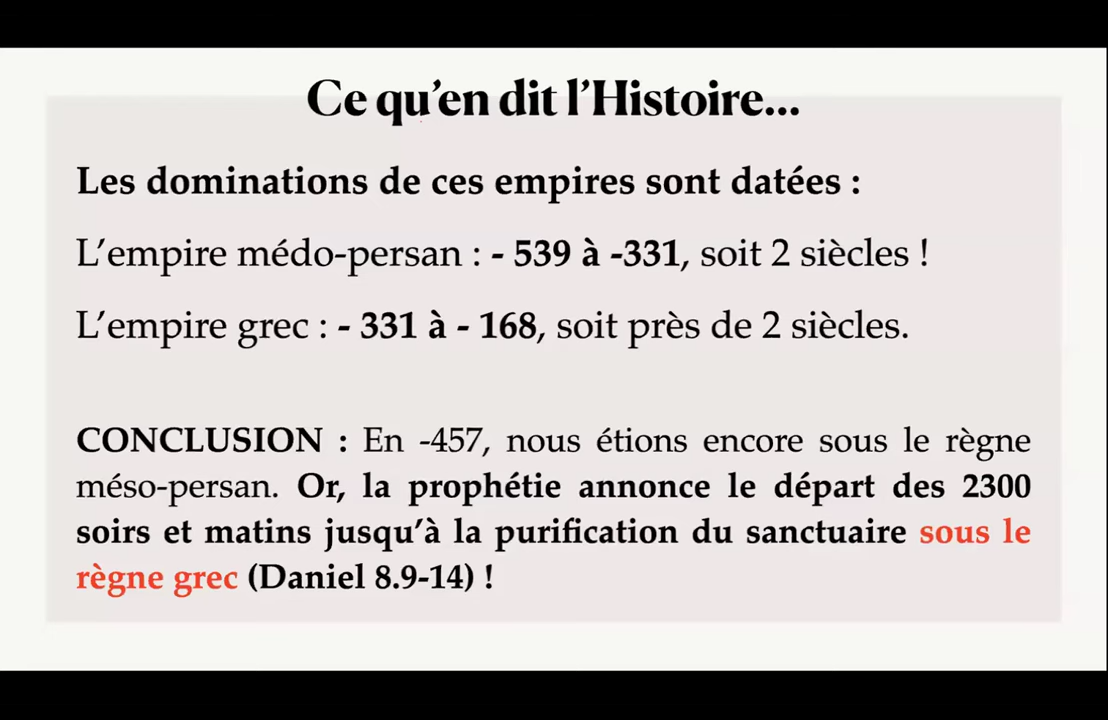 Ce qu’en dit l’Histoire...
Les dominations de ces empires sont datées :
L’empire médo-persan : - 539 à -331, soit 2 siècles !
L’empire grec : - 331 à - 168, soit près de 2 siècles.
CONCLUSION : En -457, nous étions encore sous le règne
méso-persan. Or, la prophétie annonce le départ des 2300
soirs et matins jusqu’à la purification du sanctuaire sous le
règne grec (Daniel 8.9-14) !